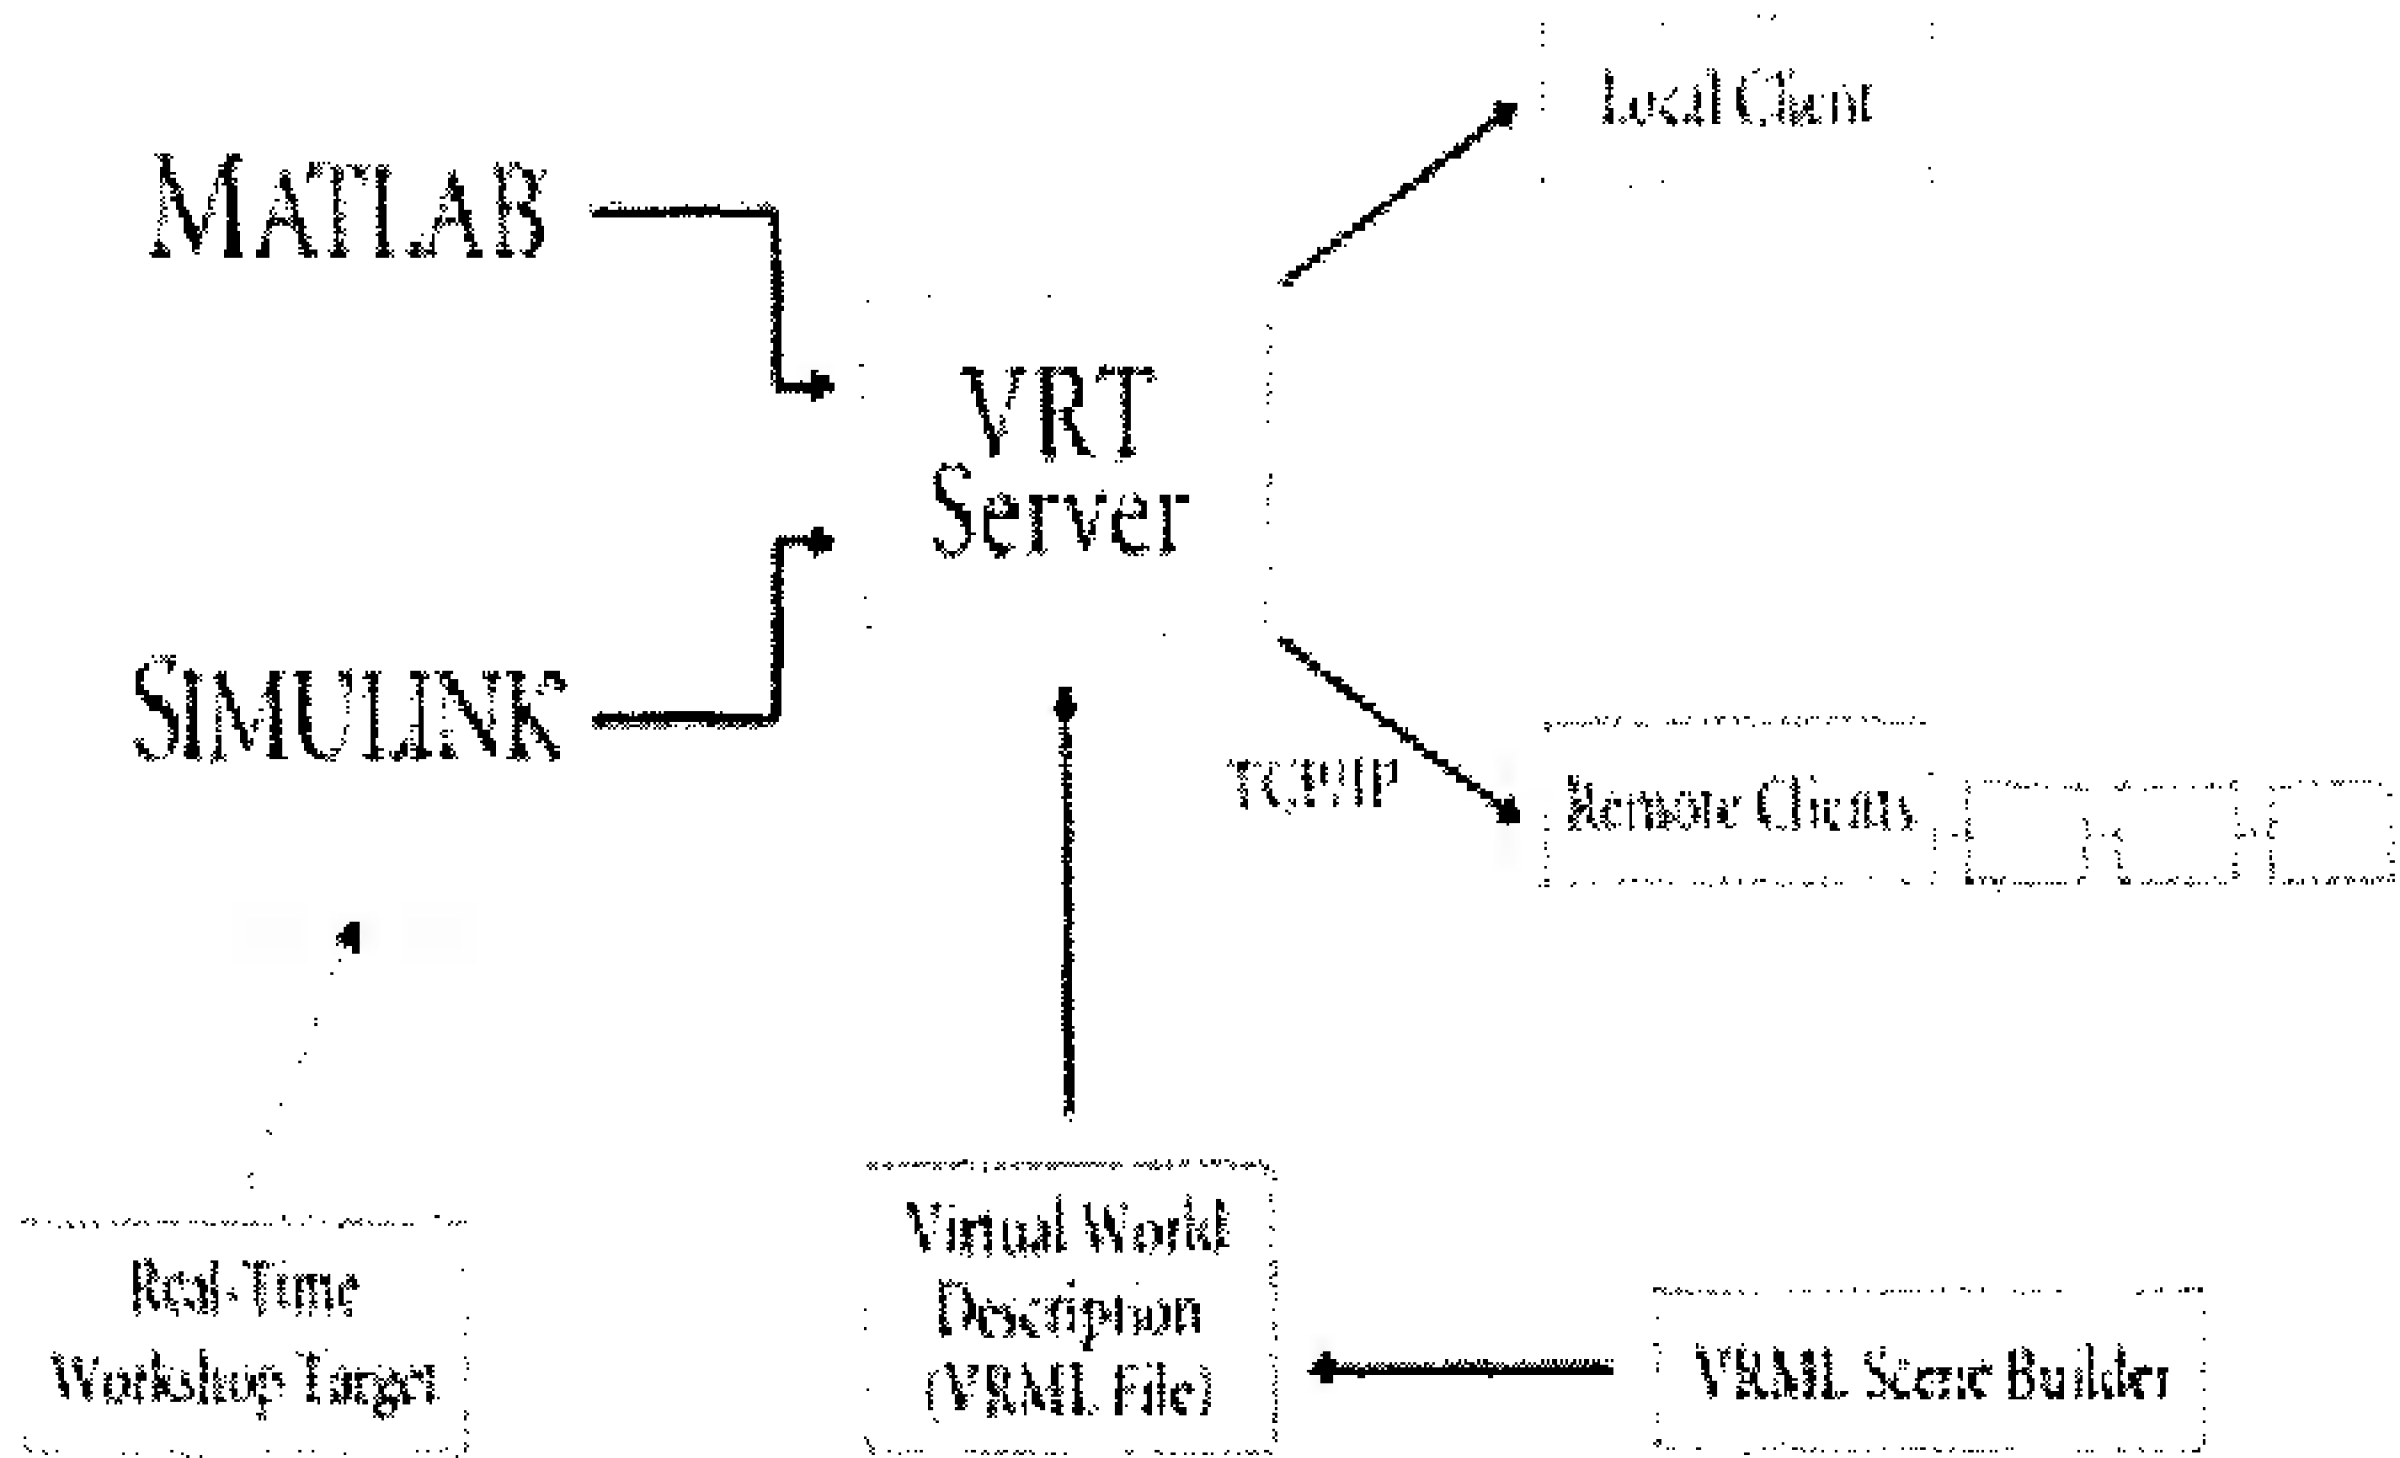 Local Client
MATLAB
VRT
Server
SIMULINK
TCP/IP
Remote Clients
Virtual World
Description
(VRML File)
Real-Time
Workshop Target
VRML Scene Builder